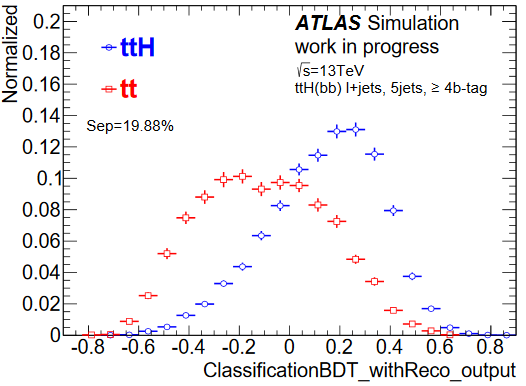 Normalized
0.2
0.18
0.16
0.14
0.12
0.1
0.08
0.06
0.04
0.02
0
ttH
tt
Sep=19.88%
ATLAS Simulation
work in progress
√s=13TeV
ttH(bb) l+jets, 5jets, ≥ 4b-tag
-0.8 -0.6 -0.4 -0.2 0 0.2 0.4 0.6 0.8
ClassificationBDT_withReco_output